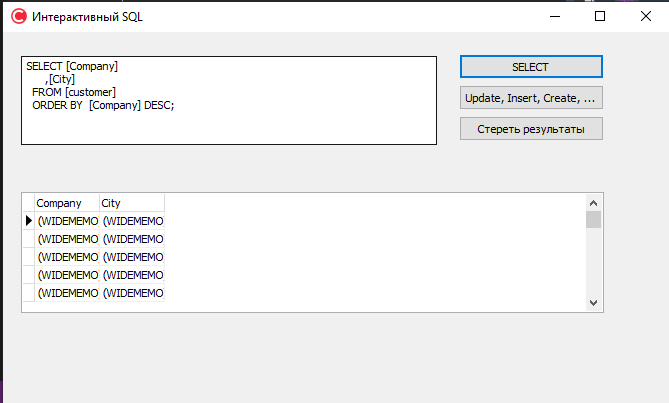 Интерактивный SQL
SELECT [Company]
,[City]
FROM [customer]
ORDER BY [Company] DESC;
SELECT
Update, Insert, Create, ...
Стереть результаты
Company City
(WIDEMEMO (WIDEMEMO
(WIDEMEMO (WIDEMEMO
(WIDEMEMO (WIDEMEMO
(WIDEMEMO (WIDEMEMO
(WIDEMEMO (WIDEMEMO